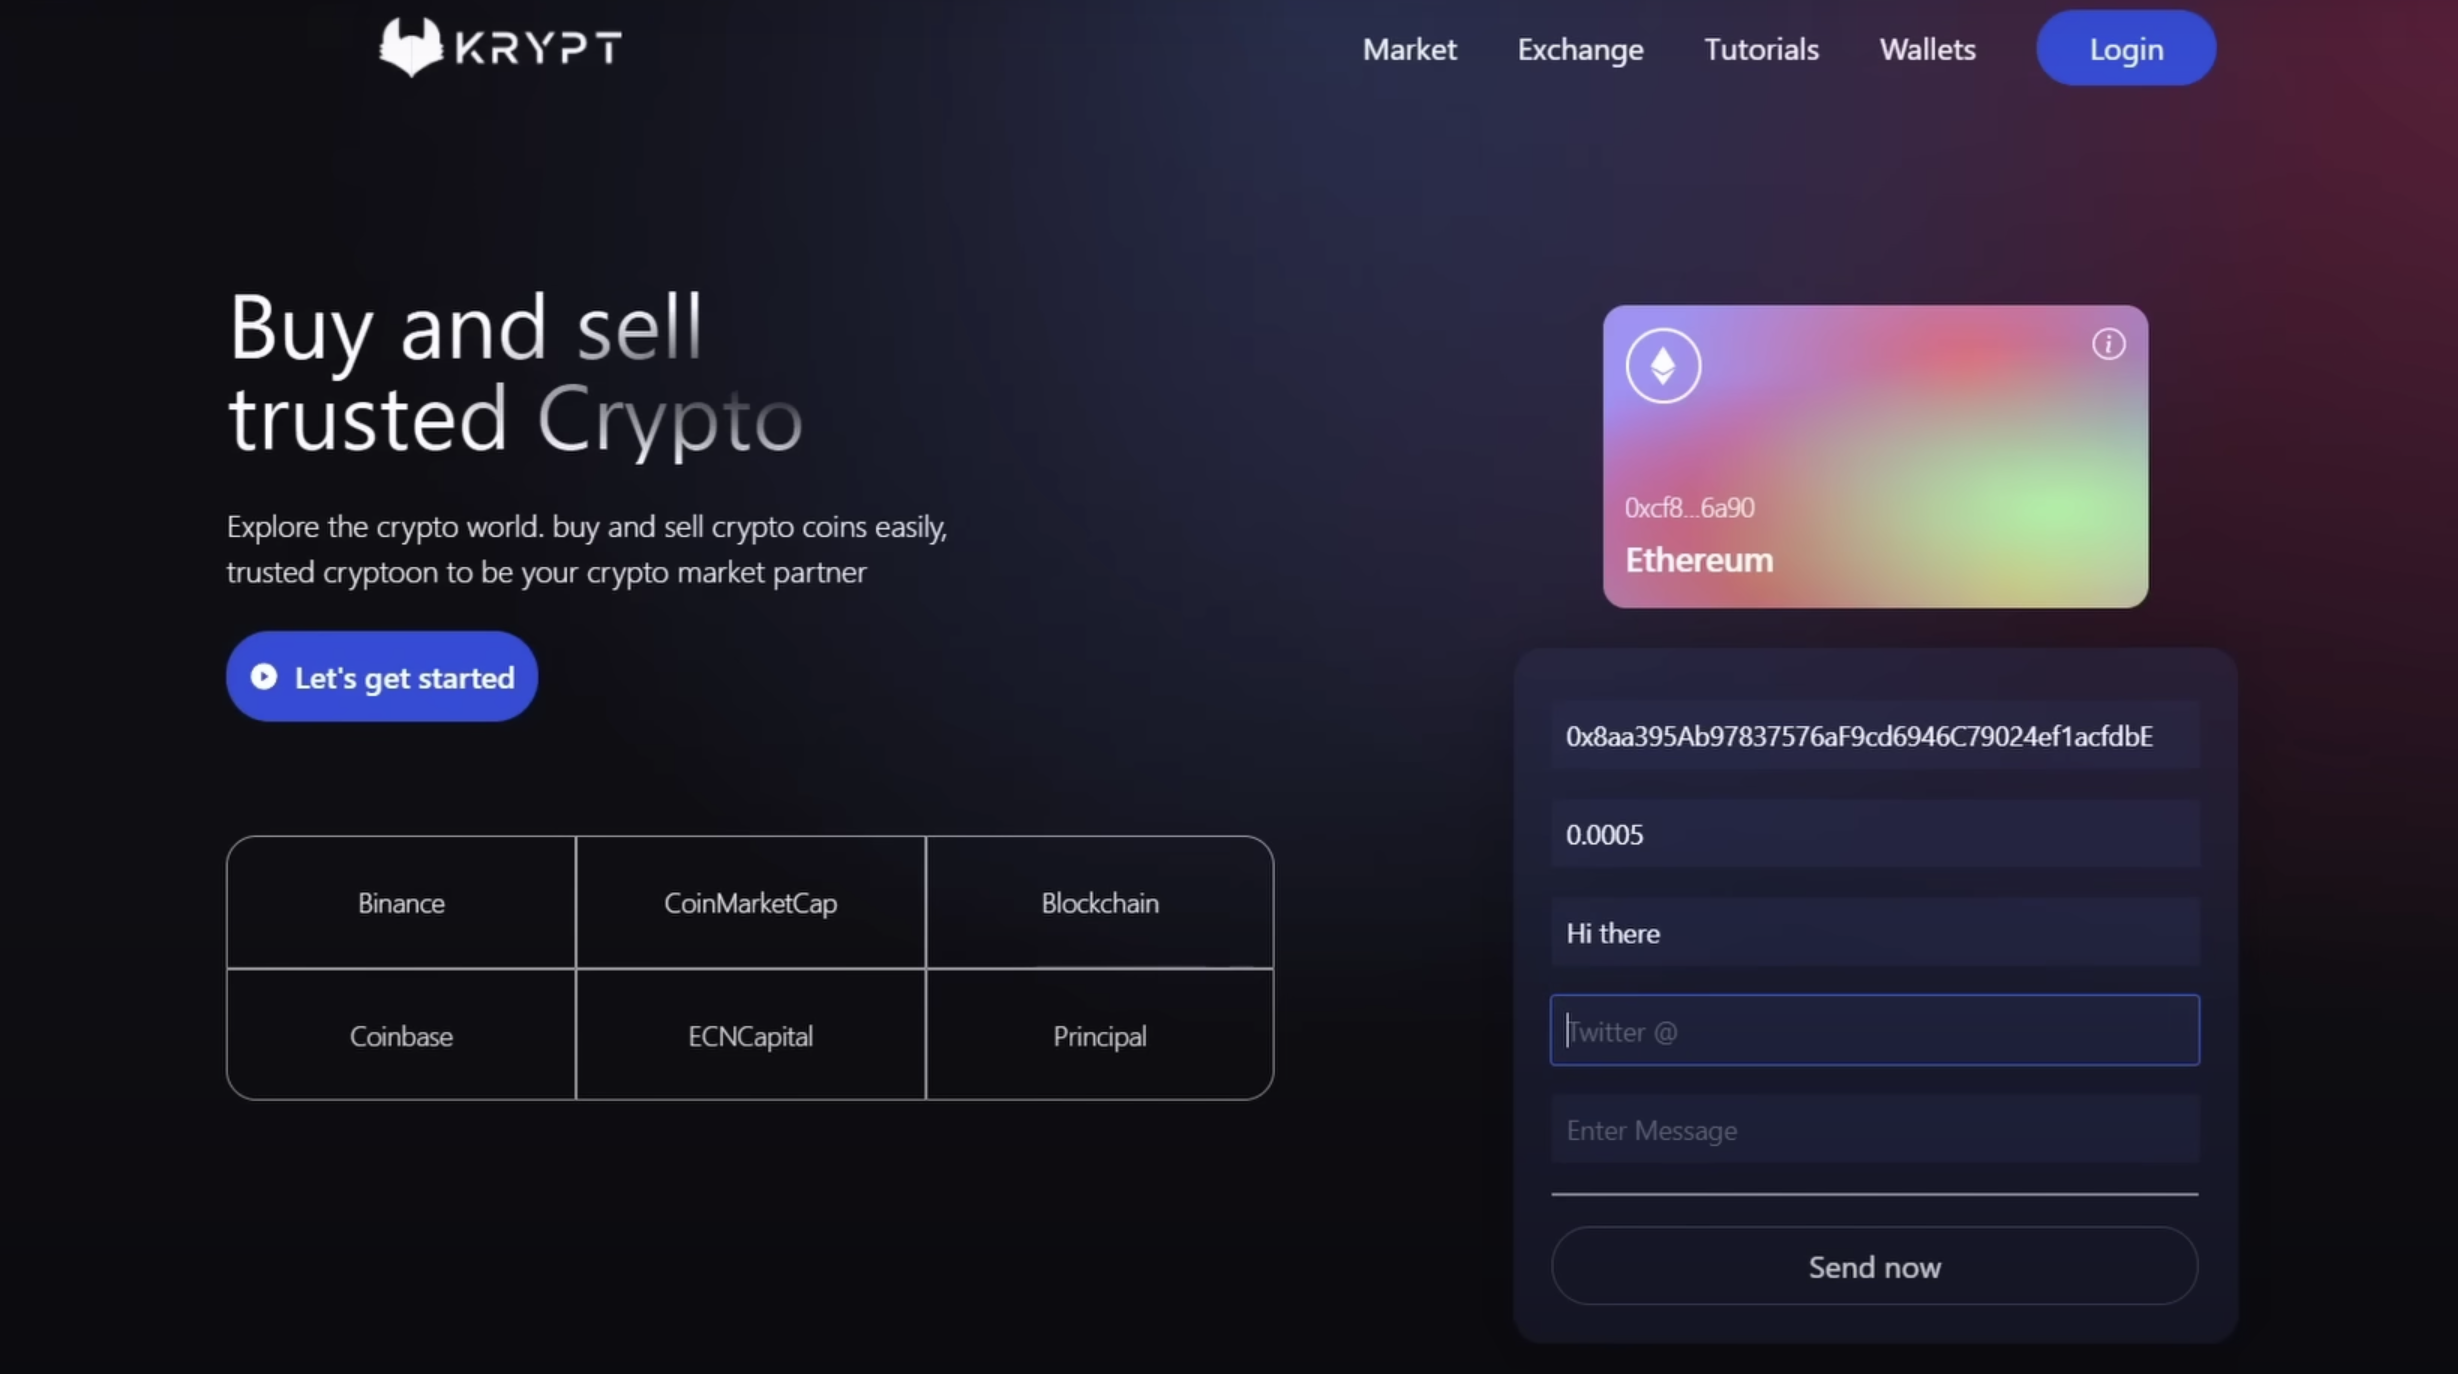 KRYPT
Market
Exchange
Tutorials
Wallets
Login
Buy and sell
trusted Crypto
Explore the crypto world. buy and sell crypto coins easily,
trusted cryptoon to be your crypto market partner
Let's get started
Binance
CoinMarketCap
Blockchain
Coinbase
ECNCapital
Principal
i
0xcf8...6a90
Ethereum
0x8aa395Ab97837576aF9cd6946C79024ef1acfdbE
0.0005
Hi there
Twitter @
Enter Message
Send now